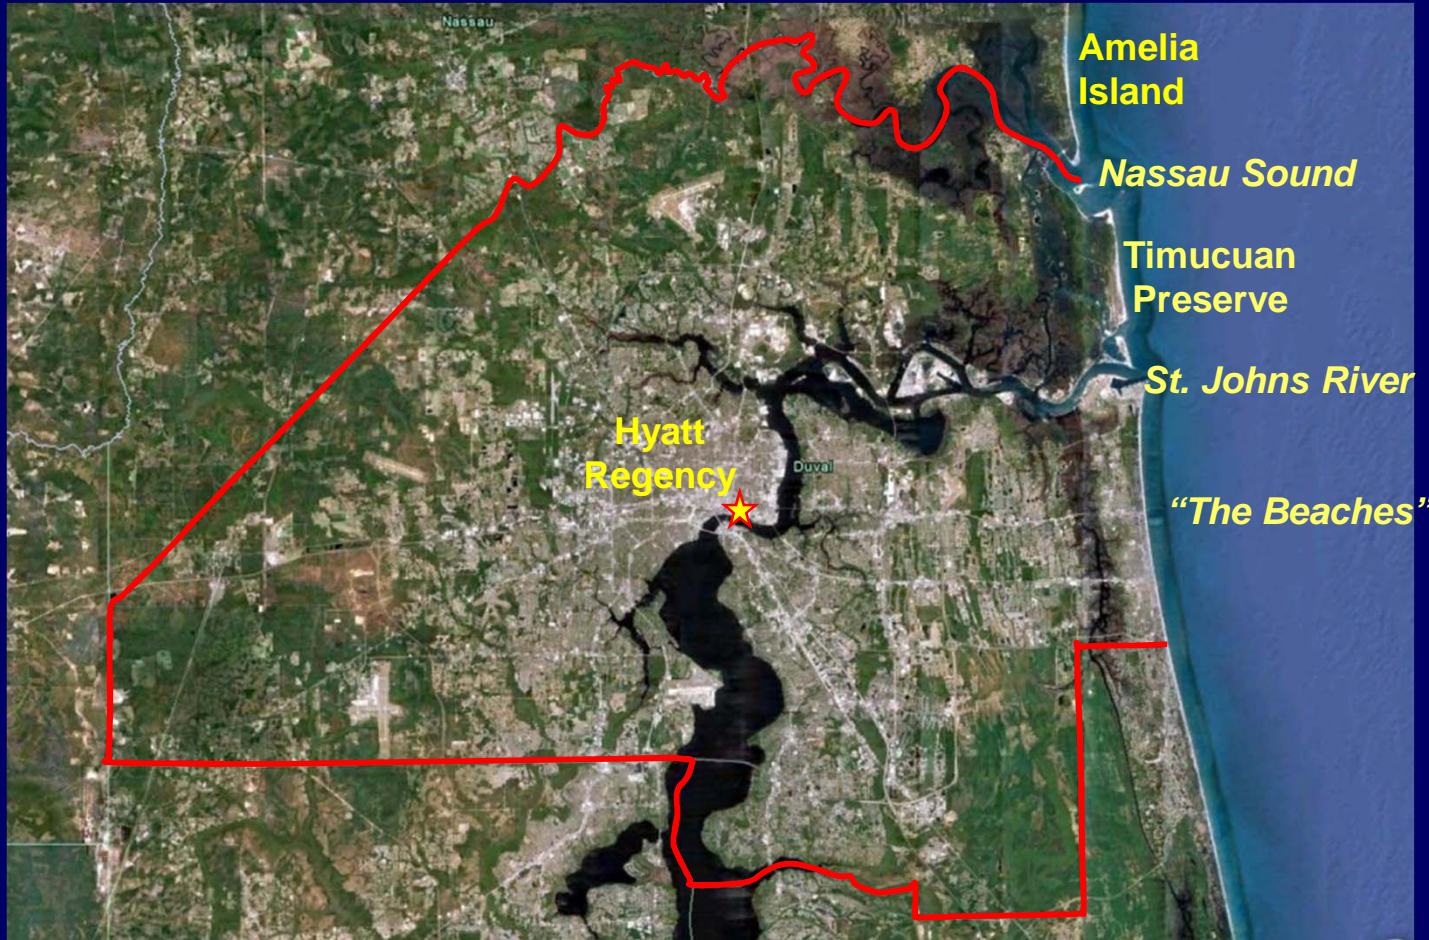 Nassau
Amelia
Island
Nassau Sound
Timucuan
Preserve
St. Johns River
Hyatt
Regency
Duval
“The Beaches”